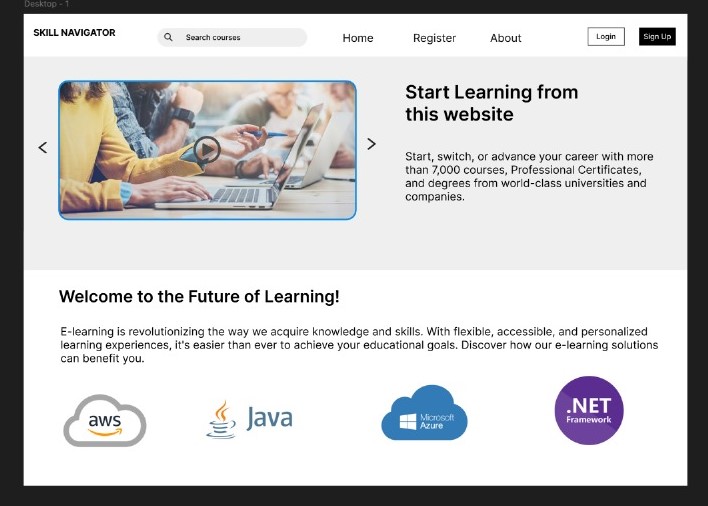 Desktop - 1
SKILL NAVIGATOR
Search courses
Home
Register
About
Login
Sign Up
Start Learning from
this website
Start, switch, or advance your career with more
than 7,000 courses, Professional Certificates,
and degrees from world-class universities and
companies.
Welcome to the Future of Learning!
E-learning is revolutionizing the way we acquire knowledge and skills. With flexible, accessible, and personalized
learning experiences, it's easier than ever to achieve your educational goals. Discover how our e-learning solutions
can benefit you.
aws
Java
Microsoft
Azure
.NET
Framework